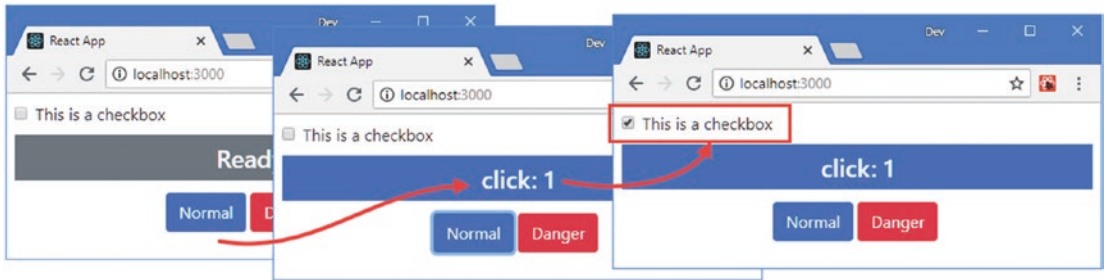 Dev
React App
localhost:3000
This is a checkbox
Read
Normal
Dev
React App
localhost:3000
This is a checkbox
click: 1
Normal Danger
Dev
React App
localhost:3000
This is a checkbox
click: 1
Normal Danger